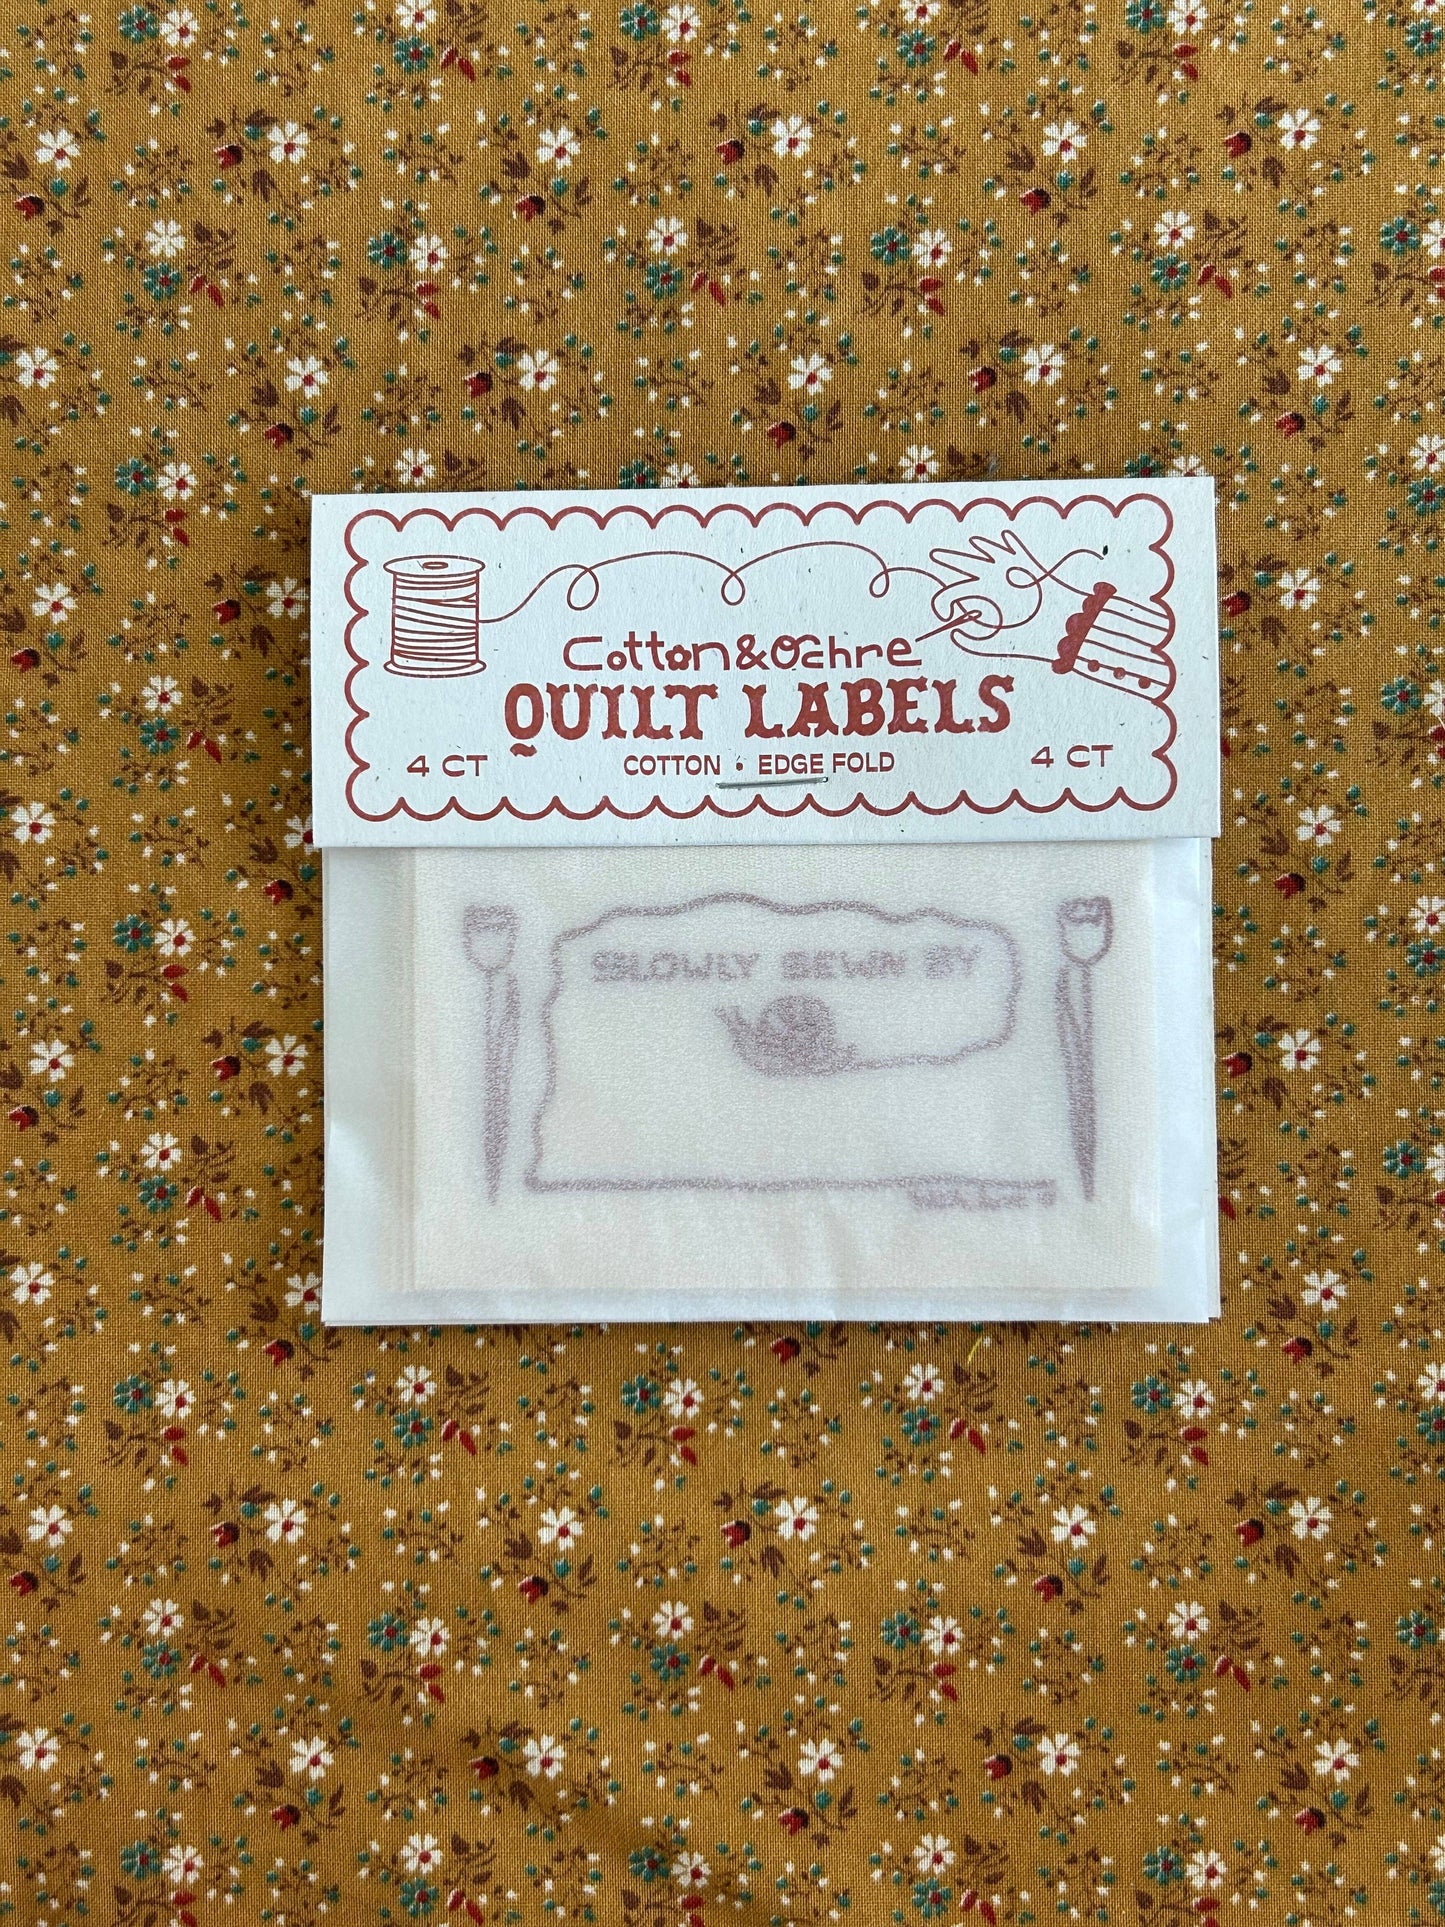 Cotton & Ochre
QUILT LABELS
4 CT COTTON • EDGE FOLD 4 CT
SLOWLY SEWN BY